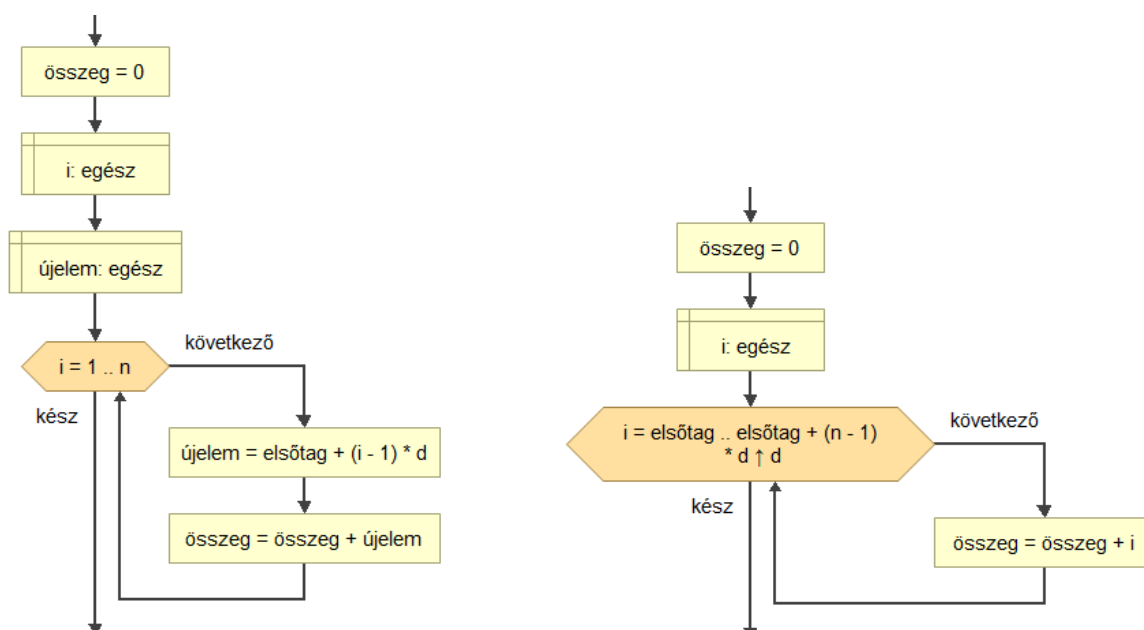 összeg = 0
i: egész
újelem: egész
i = 1 .. n
következő
kész
újelem = elsőtag + (i - 1) * d
összeg = összeg + újelem
összeg = 0
i: egész
i = elsőtag .. elsőtag + (n - 1)
* d ↑ d
következő
kész
összeg = összeg + i